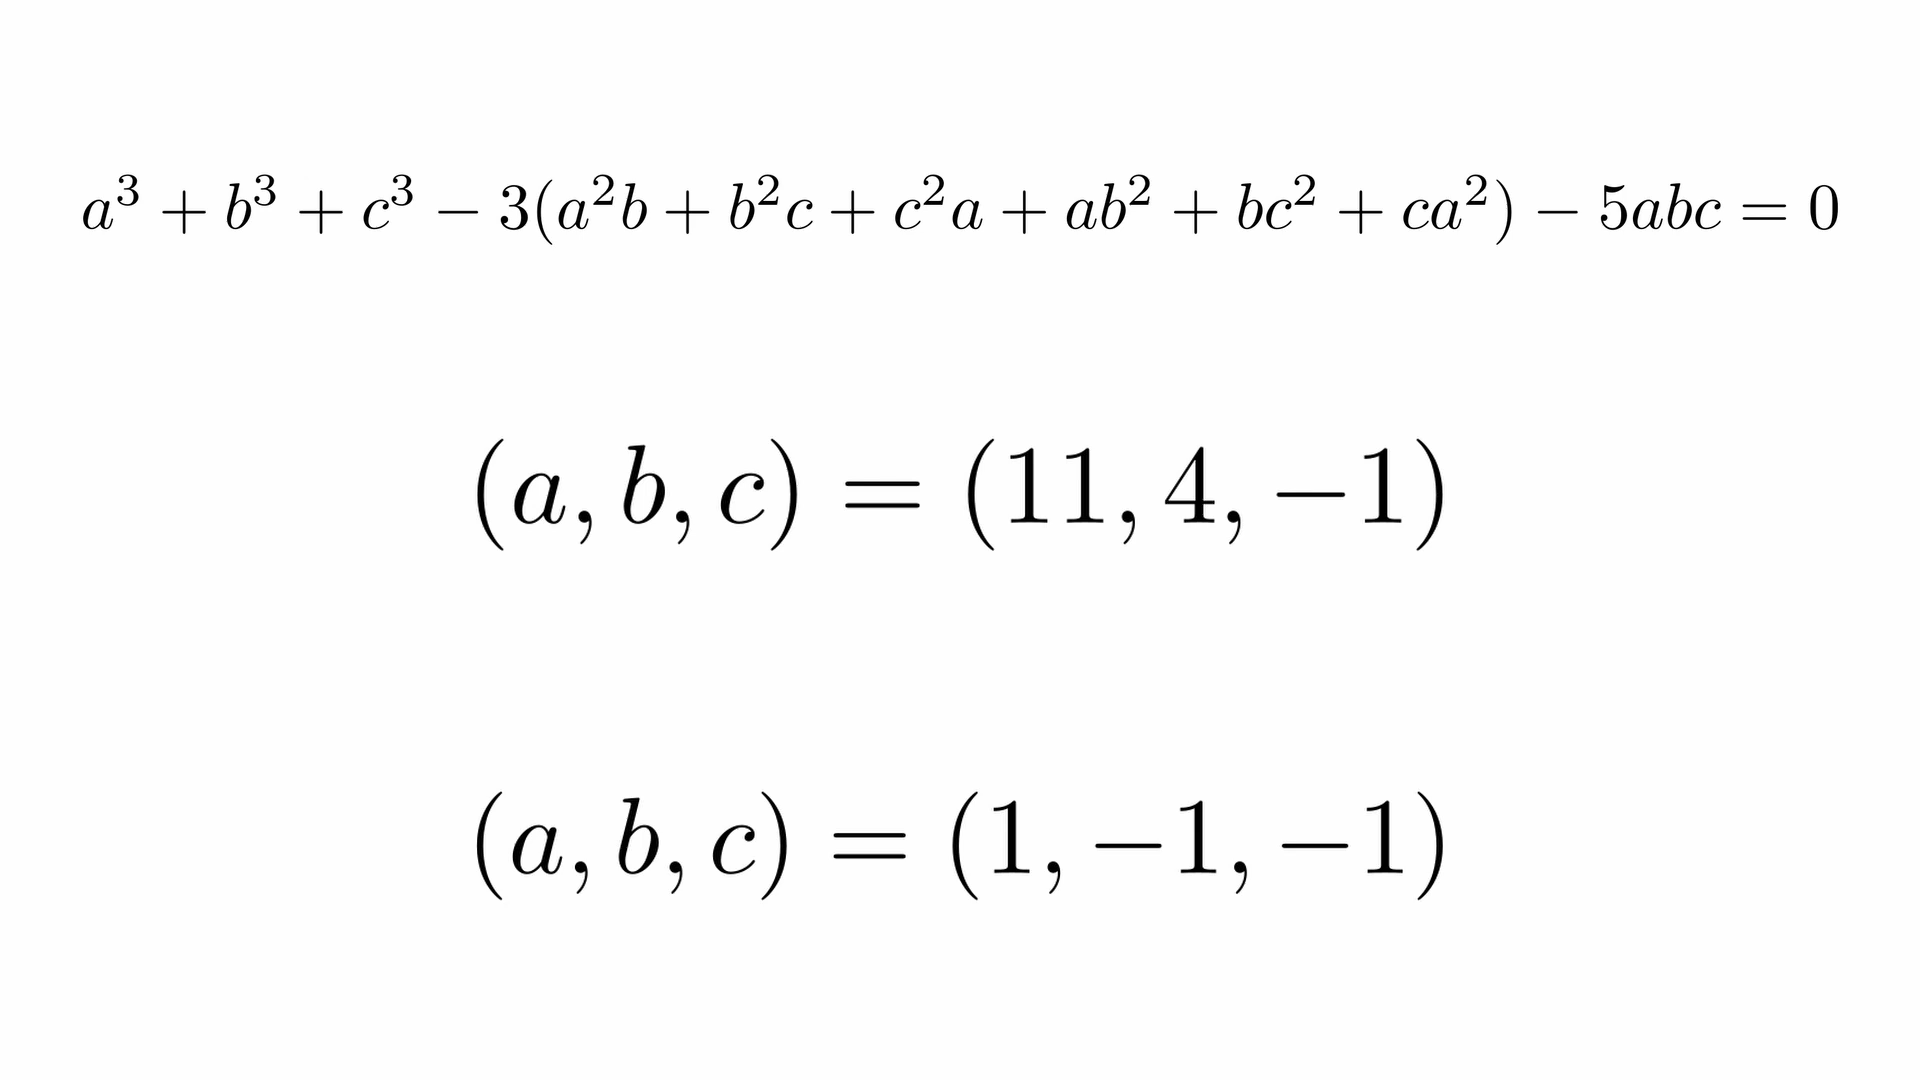 a³ + b³ + c³ − 3(a²b + b²c + c²a + ab² + bc² + ca²) − 5abc = 0
(a, b, c) = (11, 4, −1)
(a, b, c) = (1, −1, −1)